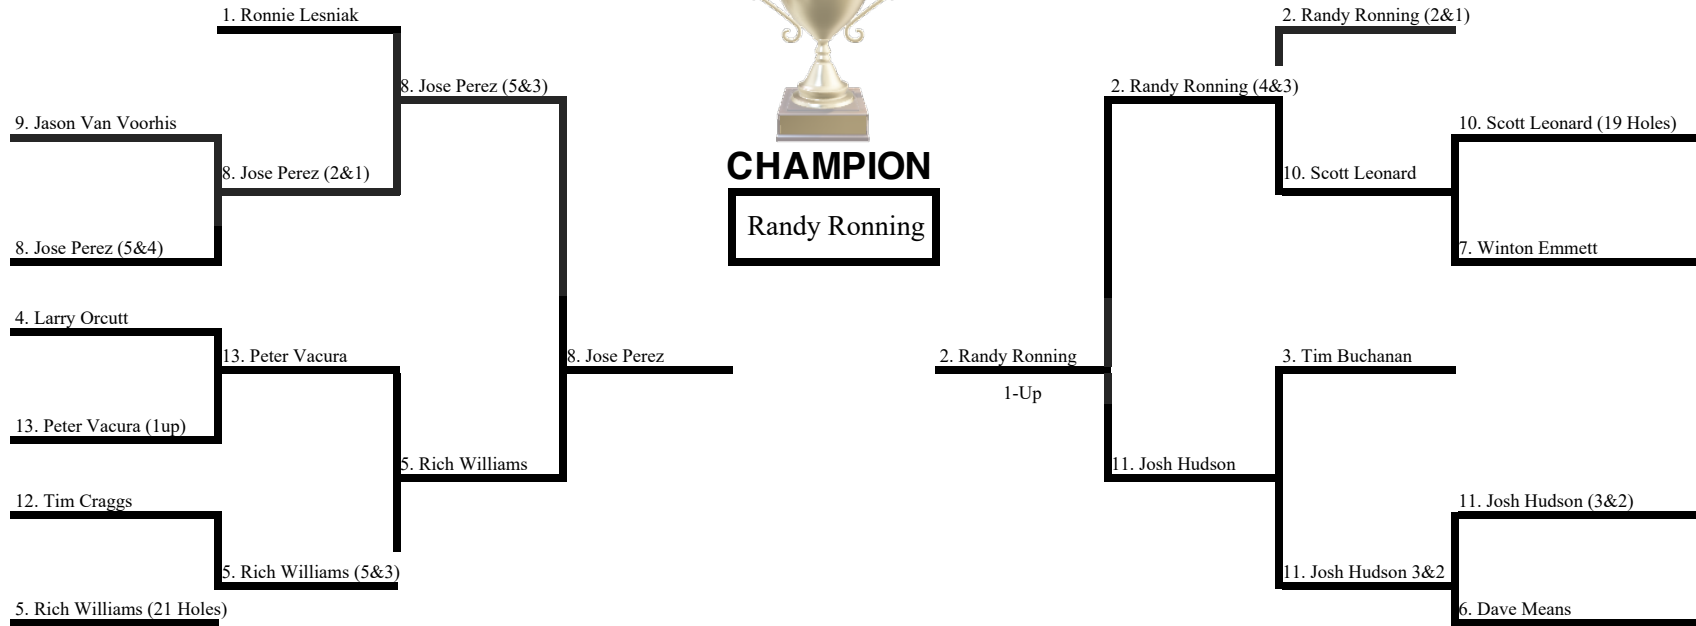 1. Ronnie Lesniak
2. Randy Ronning (2&1)
8. Jose Perez (5&3)
2. Randy Ronning (4&3)
9. Jason Van Voorhis
10. Scott Leonard (19 Holes)
CHAMPION
8. Jose Perez (2&1)
10. Scott Leonard
Randy Ronning
8. Jose Perez (5&4)
7. Winton Emmett
4. Larry Orcutt
13. Peter Vacura
8. Jose Perez
2. Randy Ronning
3. Tim Buchanan
1-Up
13. Peter Vacura (1up)
5. Rich Williams
11. Josh Hudson
12. Tim Craggs
11. Josh Hudson (3&2)
5. Rich Williams (5&3)
11. Josh Hudson 3&2
5. Rich Williams (21 Holes)
6. Dave Means